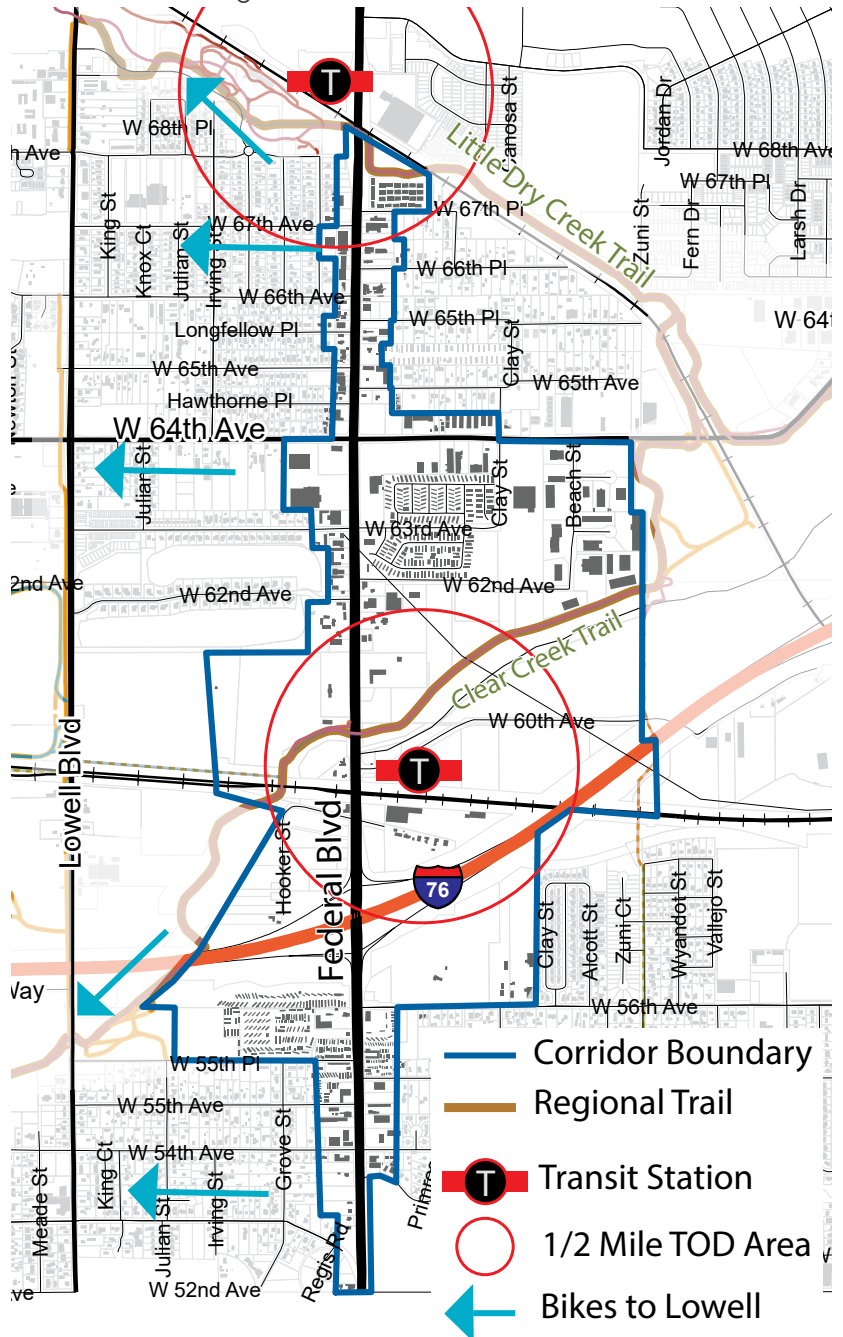 Canosa St
Jordan Dr
W 68th Pl
Little Dry Creek Trail
W 68th Ave
h Ave
W 67th Pl
W 67th Pl
King St
Knox Ct
Julian St
Irving St
W 67th Ave
Zuni St
Fern Dr
Larsh Dr
W 66th Pl
W 66th Ave
Longfellow Pl
W 65th Pl
W 64t
Clay St
W 65th Ave
W 65th Ave
Hawthorne Pl
W 64th Ave
Julian St
Clay St
Beach St
W 63rd Ave
2nd Ave
W 62nd Ave
W 62nd Ave
Clear Creek Trail
W 60th Ave
Lowell Blvd
T
T
Federal Blvd
Hooker St
76
Clay St
Alcott St
Zuni Ct
Wyandot St
Vallejo St
Way
W 56th Ave
W 55th Pl
W 55th Ave
W 54th Ave
Meade St
King Ct
Julian St
Irving St
Grove St
Regis Rd
W 52nd Ave
Corridor Boundary
Regional Trail
T Transit Station
1/2 Mile TOD Area
Bikes to Lowell